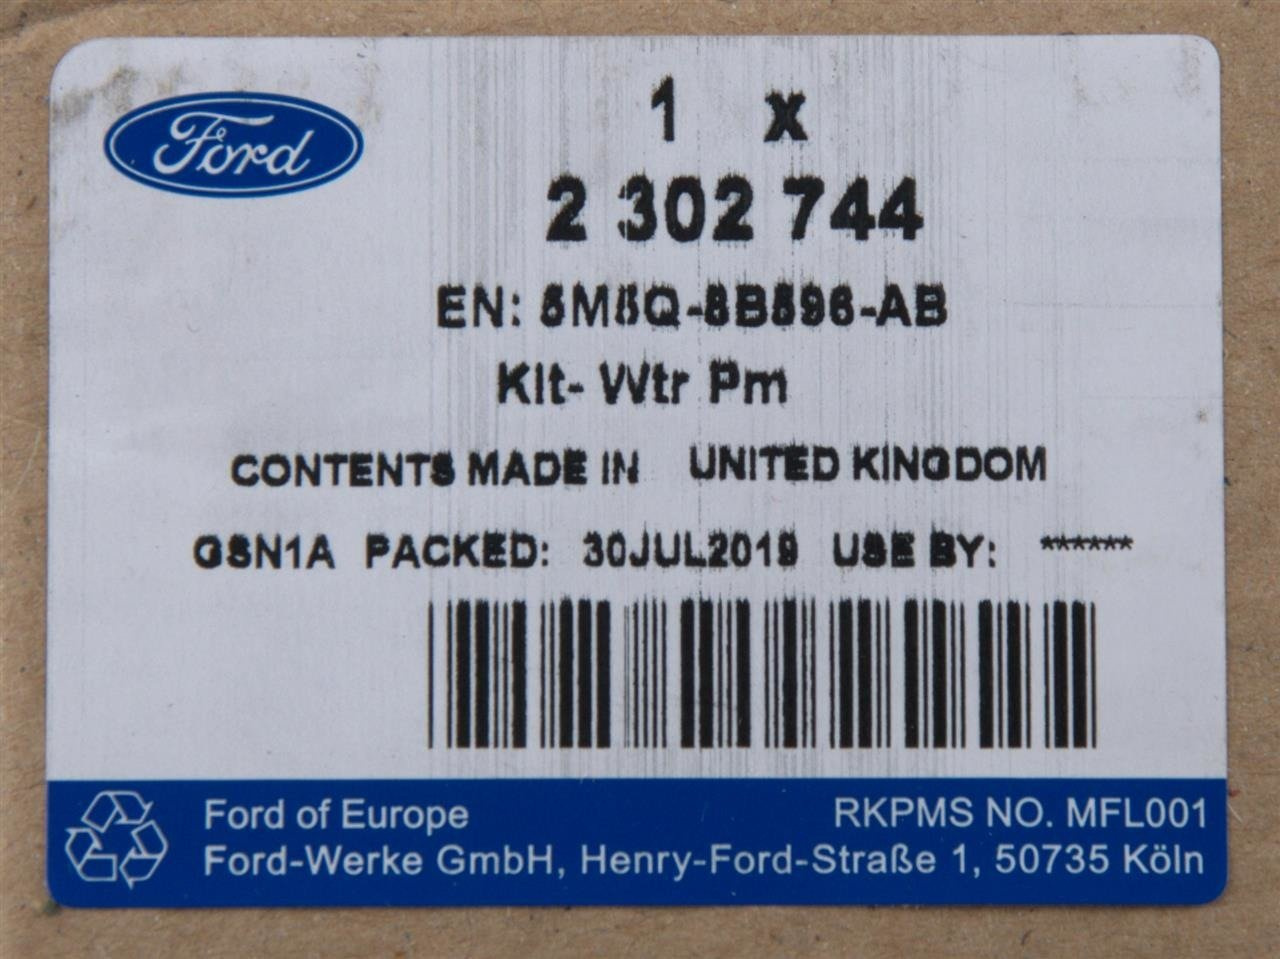 Ford
1 x
2 302 744
EN: 5M5Q-8B596-AB
Kit- Wtr Pm
CONTENTS MADE IN UNITED KINGDOM
GSN1A PACKED: 30JUL2019 USE BY: ******
Ford of Europe RKPMS NO. MFL001
Ford-Werke GmbH, Henry-Ford-Straße 1, 50735 Köln